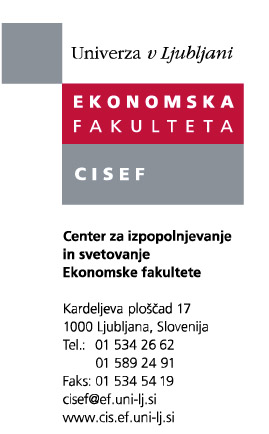 Univerza v Ljubljani
EKONOMSKA
FAKULTETA
CISEF
Center za izpopolnjevanje
in svetovanje
Ekonomske fakultete
Kardeljeva ploščad 17
1000 Ljubljana, Slovenija
Tel.: 01 534 26 62
01 589 24 91
Faks: 01 534 54 19
cisef@ef.uni-lj.si
www.cis.ef.uni-lj.si